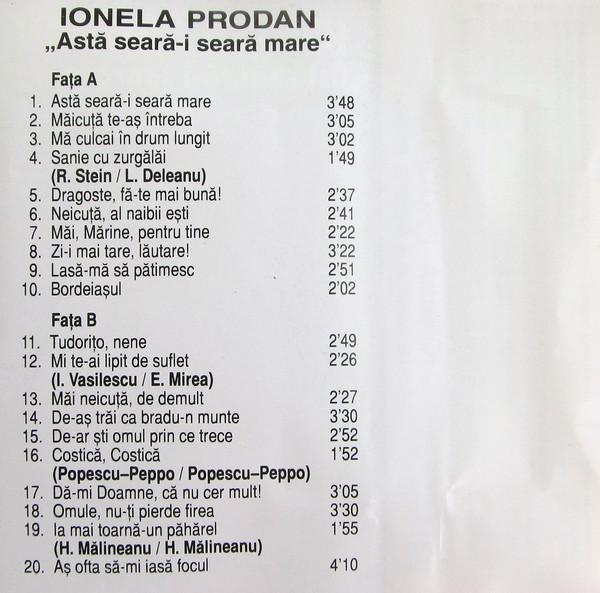 IONELA PRODAN
„Astă seară-i seară mare“
Fața A
1. Astă seară-i seară mare 3'48
2. Măicuță te-aș întreba 3'05
3. Mă culcai în drum lungit 3'02
4. Sanie cu zurgălăi 1'49
(R. Stein / L. Deleanu)
5. Dragoste, fă-te mai bună! 2'37
6. Neicuță, al naibii ești 2'41
7. Măi, Mărine, pentru tine 2'22
8. Zi-i mai tare, lăutare! 3'22
9. Lasă-mă să pătimesc 2'51
10. Bordeiașul 2'02
Fața B
11. Tudorițo, nene 2'49
12. Mi te-ai lipit de suflet 2'26
(I. Vasilescu / E. Mirea)
13. Măi neicuță, de demult 2'27
14. De-aș trăi ca bradu-n munte 3'30
15. De-ar ști omul prin ce trece 2'52
16. Costică, Costică 1'52
(Popescu–Peppo / Popescu–Peppo)
17. Dă-mi Doamne, că nu cer mult! 3'05
18. Omule, nu-ți pierde firea 3'30
19. Ia mai toarnă-un păhărel 1'55
(H. Mălineanu / H. Mălineanu)
20. Aș ofta să-mi iasă focul 4'10